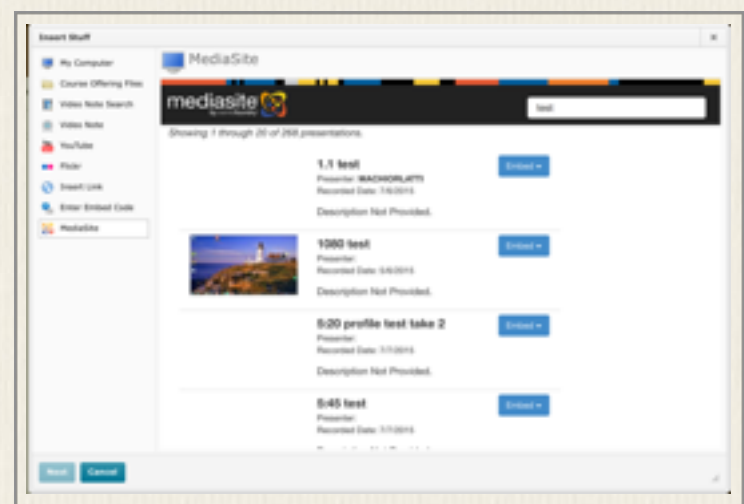 Insert Stuff
×
My Computer
Course Offering Files
Video Note Search
Video Note
YouTube
Flickr
Insert Link
Enter Embed Code
MediaSite
MediaSite
mediasite
test
Showing 1 through 20 of 268 presentations.
1.1 test
Embed
Presenter: MACHIORLATTI
Recorded Date: 7/6/2015
Description Not Provided.
1080 test
Embed
Presenter:
Recorded Date: 5/6/2015
Description Not Provided.
5:20 profile test take 2
Embed
Presenter:
Recorded Date: 7/7/2015
Description Not Provided.
5:45 test
Embed
Presenter:
Recorded Date: 7/7/2015
Next
Cancel